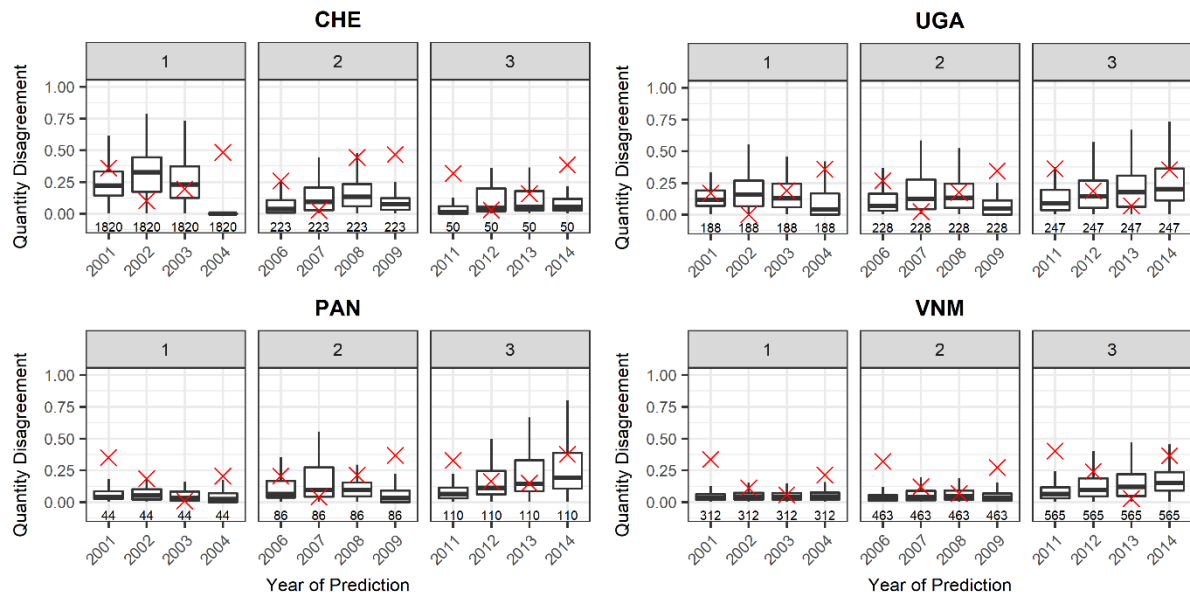 CHE
1 2 3
Quantity Disagreement
1.00
0.75
0.50
0.25
0.00
1820 1820 1820 1820 223 223 223 223 50 50 50 50
2001 2002 2003 2004 2006 2007 2008 2009 2011 2012 2013 2014
UGA
1 2 3
Quantity Disagreement
1.00
0.75
0.50
0.25
0.00
188 188 188 188 228 228 228 228 247 247 247 247
2001 2002 2003 2004 2006 2007 2008 2009 2011 2012 2013 2014
PAN
1 2 3
Quantity Disagreement
1.00
0.75
0.50
0.25
0.00
44 44 44 44 86 86 86 86 110 110 110 110
2001 2002 2003 2004 2006 2007 2008 2009 2011 2012 2013 2014
Year of Prediction
VNM
1 2 3
Quantity Disagreement
1.00
0.75
0.50
0.25
0.00
312 312 312 312 463 463 463 463 565 565 565 565
2001 2002 2003 2004 2006 2007 2008 2009 2011 2012 2013 2014
Year of Prediction